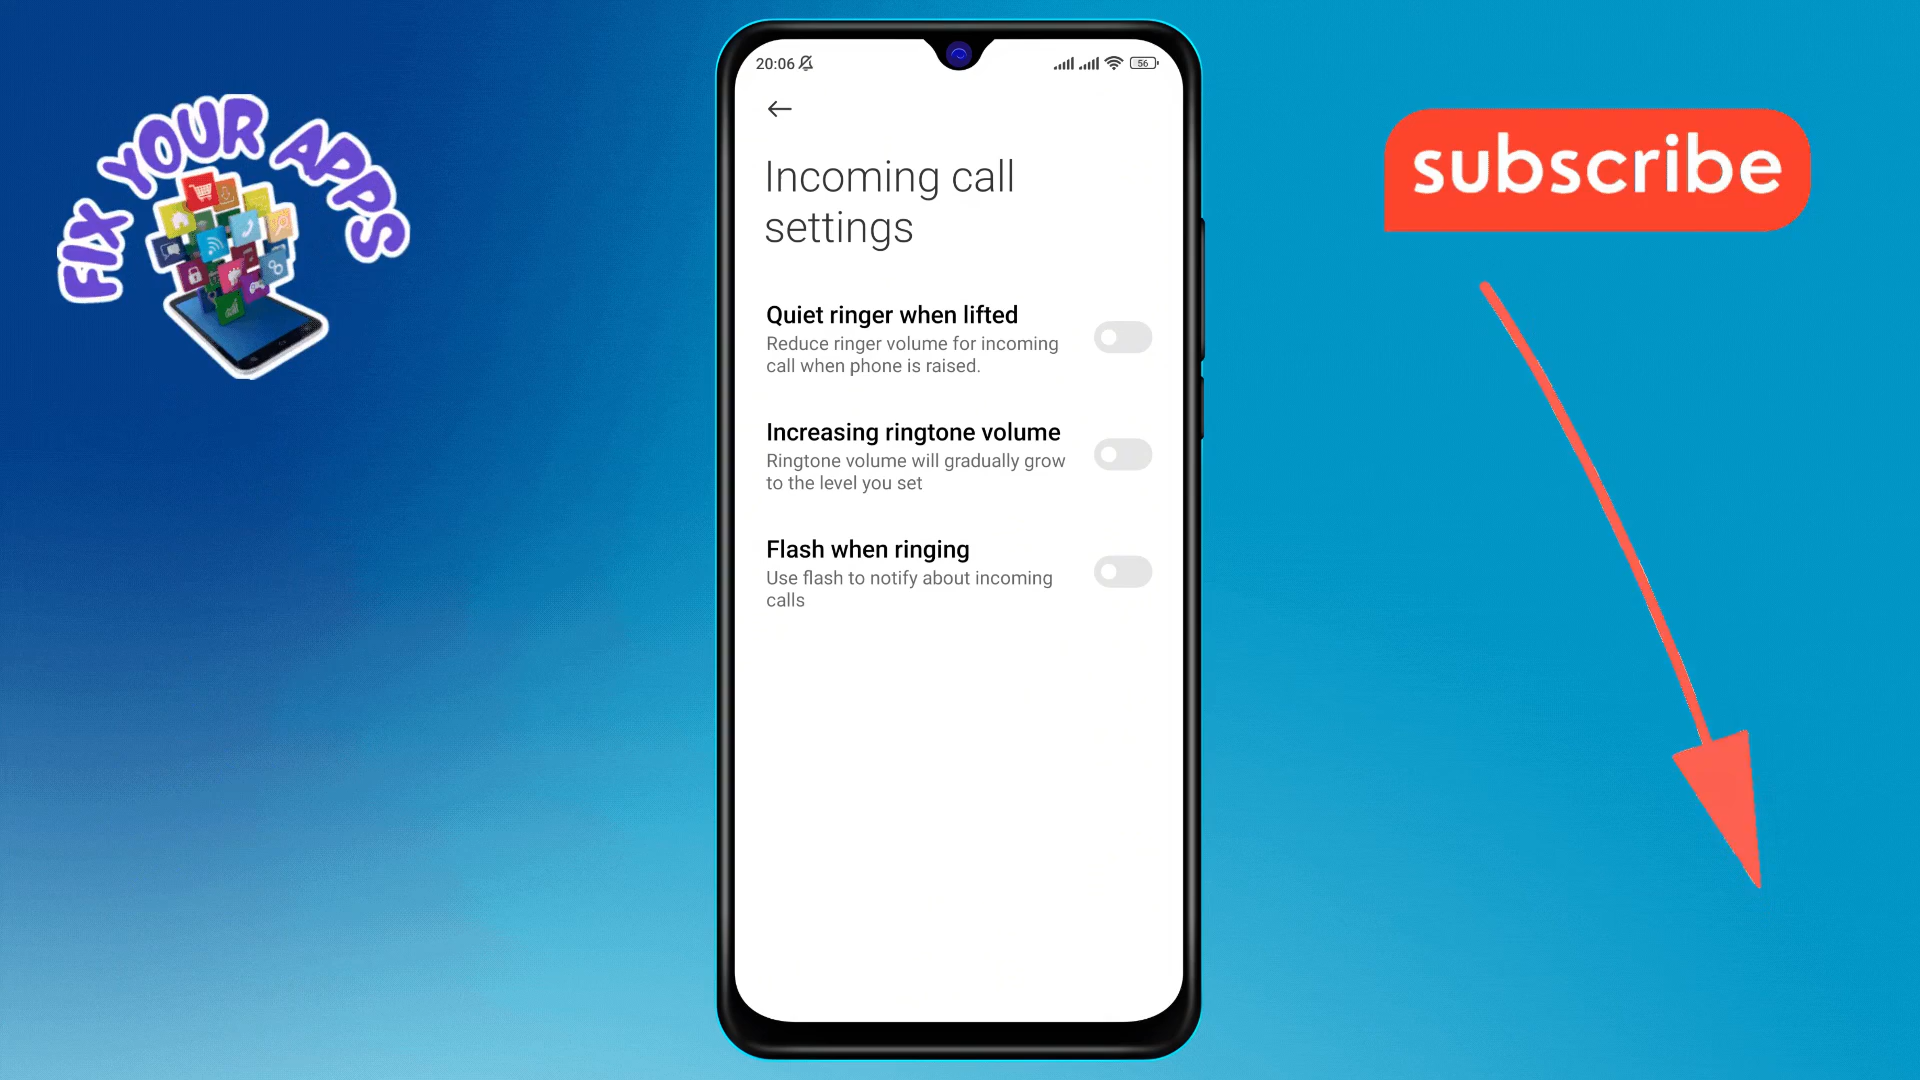 FIX YOUR APPS
20:06
56
Incoming call
settings
Quiet ringer when lifted
Reduce ringer volume for incoming
call when phone is raised.
Increasing ringtone volume
Ringtone volume will gradually grow
to the level you set
Flash when ringing
Use flash to notify about incoming
calls
subscribe